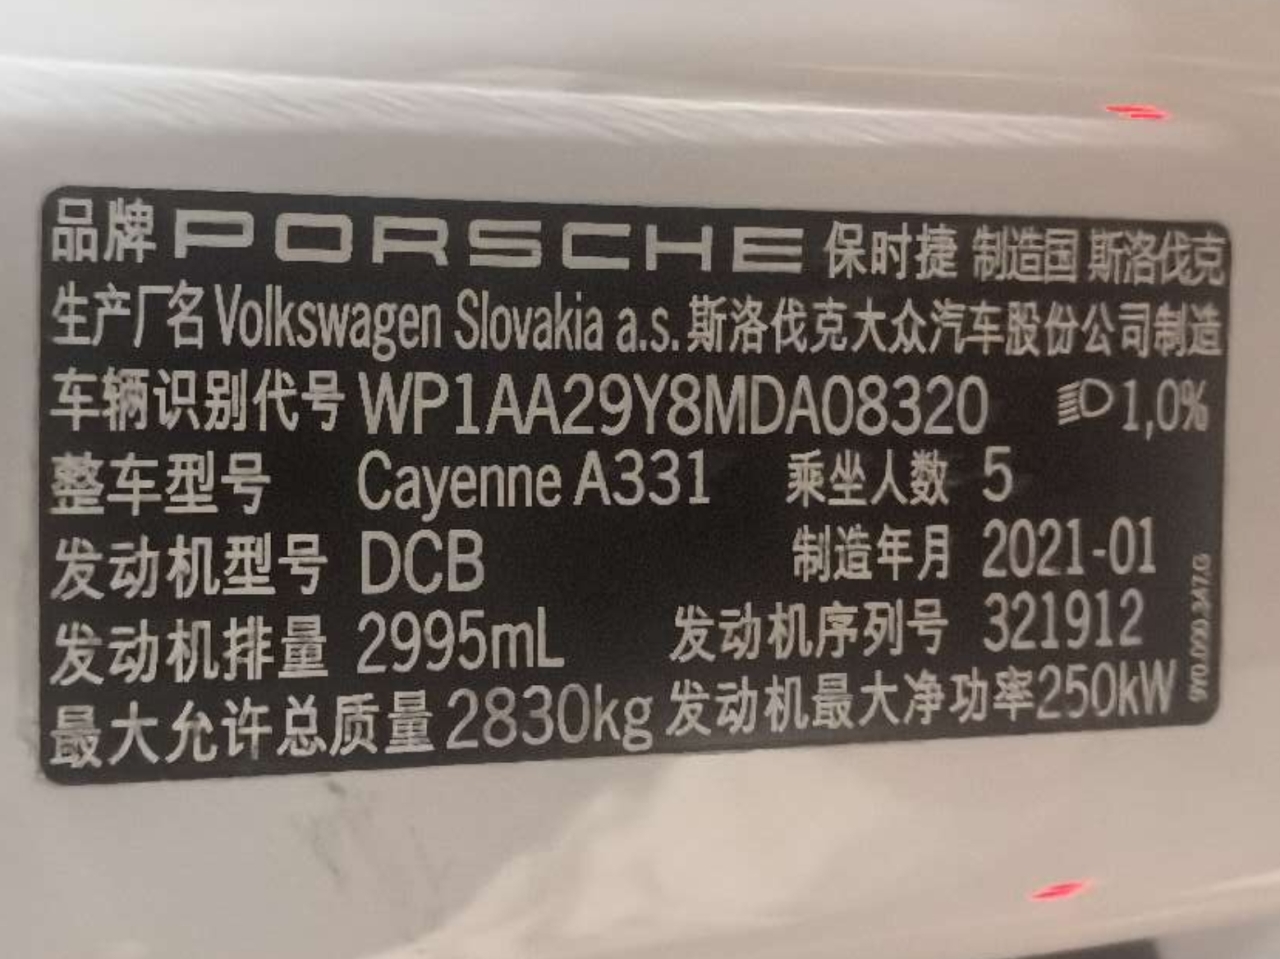 品牌 PORSCHE 保时捷 制造国 斯洛伐克
生产厂名 Volkswagen Slovakia a.s. 斯洛伐克大众汽车股份公司制造
车辆识别代号 WP1AA29Y8MDA08320 1,0%
整车型号 Cayenne A331 乘坐人数 5
发动机型号 DCB 制造年月 2021-01
发动机排量 2995mL 发动机序列号 321912
最大允许总质量 2830kg 发动机最大净功率 250kW